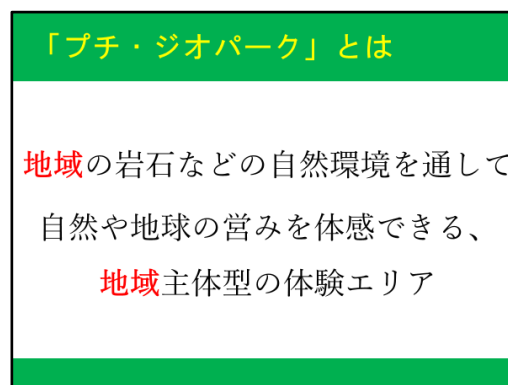 「プチ・ジオパーク」とは
地域の岩石などの自然環境を通して
自然や地球の営みを体感できる、
地域主体型の体験エリア